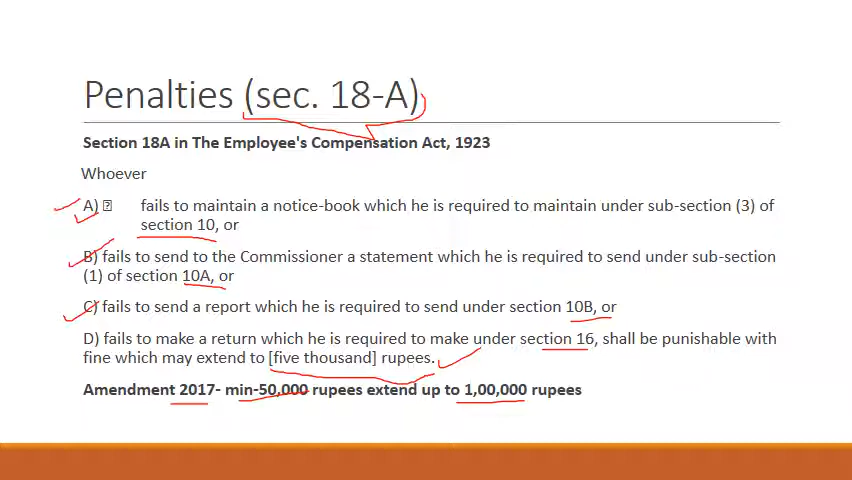 Penalties (sec. 18-A)
Section 18A in The Employee's Compensation Act, 1923
Whoever
A) fails to maintain a notice-book which he is required to maintain under sub-section (3) of
section 10, or
B) fails to send to the Commissioner a statement which he is required to send under sub-section
(1) of section 10A, or
C) fails to send a report which he is required to send under section 10B, or
D) fails to make a return which he is required to make under section 16, shall be punishable with
fine which may extend to [five thousand] rupees.
Amendment 2017- min-50,000 rupees extend up to 1,00,000 rupees